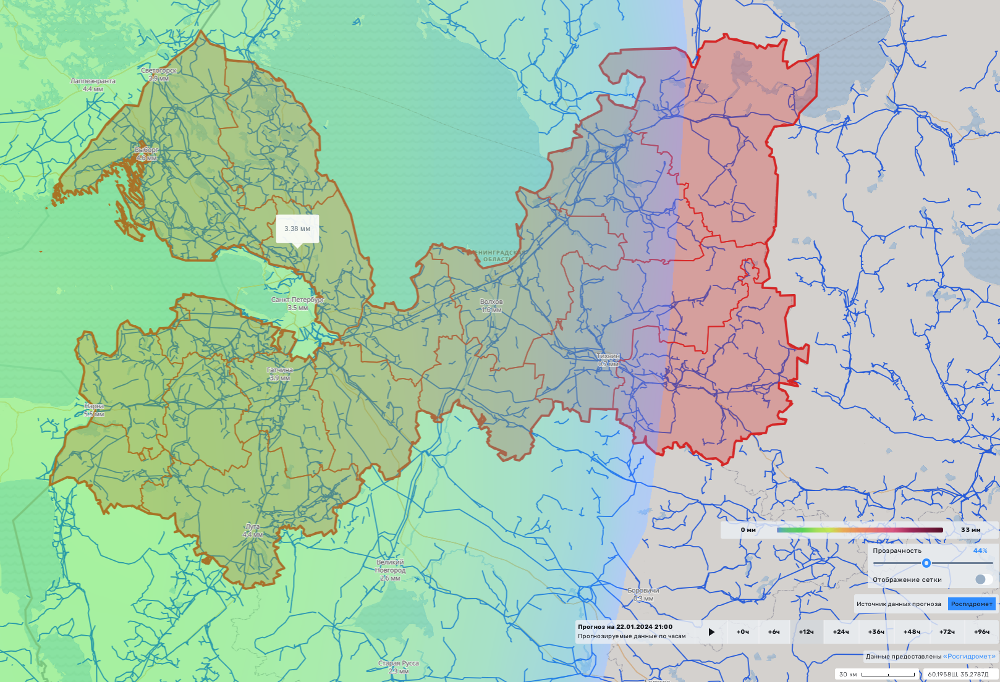 Светогорск
3.9 мм
Лаппеэнранта
4.4 мм
Выборг
4.6 мм
3.38 мм
ЛЕНИНГРАДСКАЯ
ОБЛАСТЬ
Санкт-Петербург
3.5 мм
Волхов
1.6 мм
Тихвин
0.7 мм
Гатчина
3.9 мм
Нарва
5.5 мм
Луга
4.4 мм
Великий
Новгород
2.6 мм
Боровичи
0.3 мм
Старая Русса
2.3 мм
0 мм 33 мм
Прозрачность 44%
Отображение сетки
Источник данных прогноза Росгидромет
Прогноз на 22.01.2024 21:00
Прогнозируемые данные по часам
+0ч +6ч +12ч +24ч +36ч +48ч +72ч +96ч
Данные предоставлены «Росгидромет»
30 км 60.1958Ш, 35.2787Д